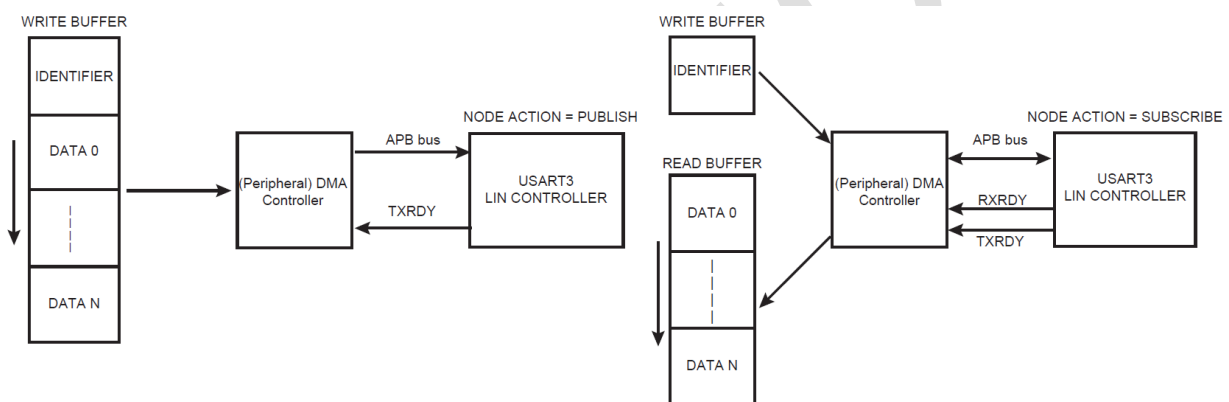 WRITE BUFFER
IDENTIFIER
DATA 0
DATA N
(Peripheral) DMA
Controller
APB bus
TXRDY
NODE ACTION = PUBLISH
USART3
LIN CONTROLLER
WRITE BUFFER
IDENTIFIER
READ BUFFER
DATA 0
DATA N
(Peripheral) DMA
Controller
APB bus
RXRDY
TXRDY
NODE ACTION = SUBSCRIBE
USART3
LIN CONTROLLER